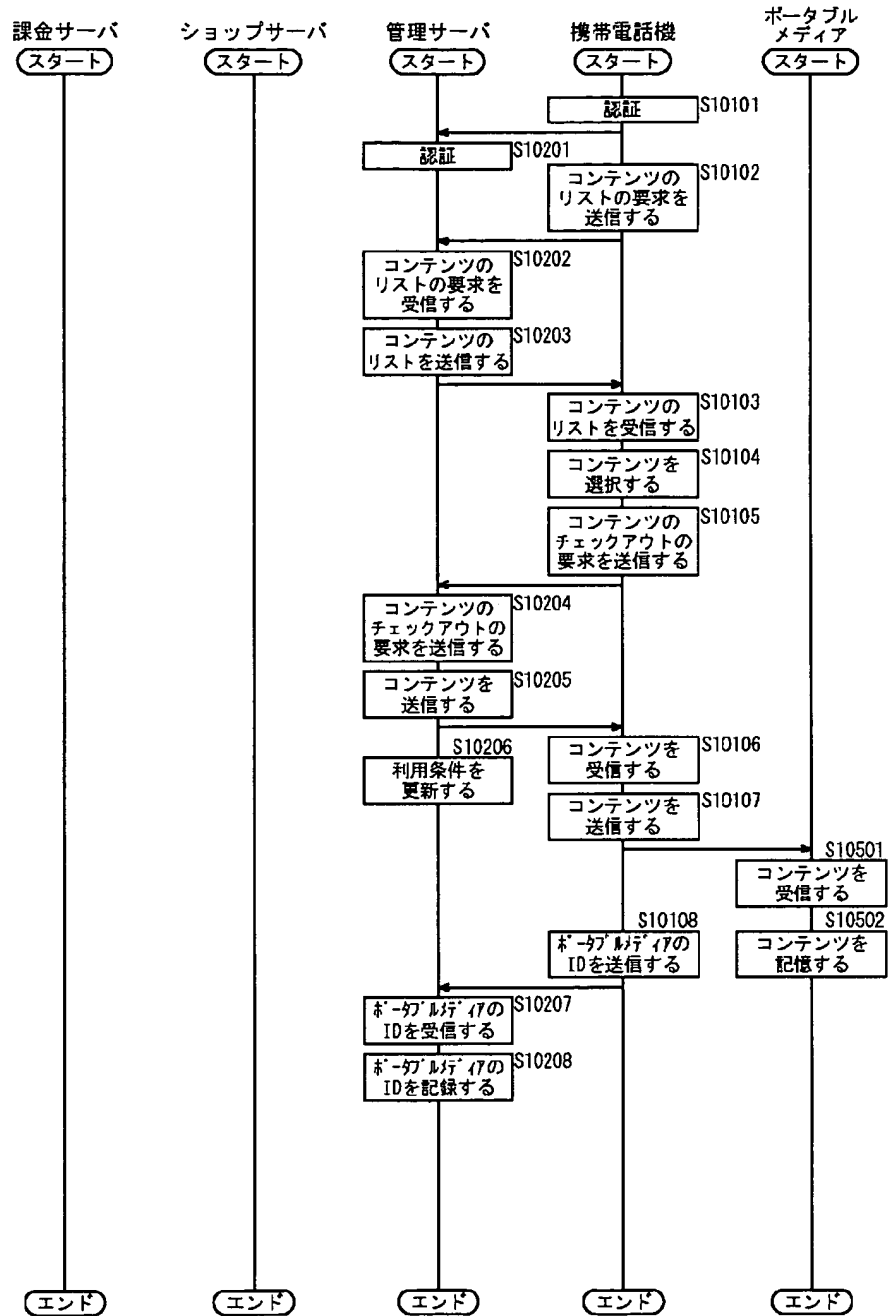 課金サーバ
ショップサーバ
管理サーバ
携帯電話機
ポータブル
メディア
スタート
スタート
スタート
スタート
スタート
認証
S10101
認証
S10201
コンテンツの
リストの要求を
送信する
S10102
コンテンツの
リストの要求を
受信する
S10202
コンテンツの
リストを送信する
S10203
コンテンツの
リストを受信する
S10103
コンテンツを
選択する
S10104
コンテンツの
チェックアウトの
要求を送信する
S10105
コンテンツの
チェックアウトの
要求を送信する
S10204
コンテンツを
送信する
S10205
S10206
利用条件を
更新する
コンテンツを
受信する
S10106
コンテンツを
送信する
S10107
S10501
コンテンツを
受信する
S10108
ﾎﾟｰﾀﾌﾞﾙﾒﾃﾞｨｱの
IDを送信する
S10502
コンテンツを
記憶する
ﾎﾟｰﾀﾌﾞﾙﾒﾃﾞｨｱの
IDを受信する
S10207
ﾎﾟｰﾀﾌﾞﾙﾒﾃﾞｨｱの
IDを記録する
S10208
エンド
エンド
エンド
エンド
エンド